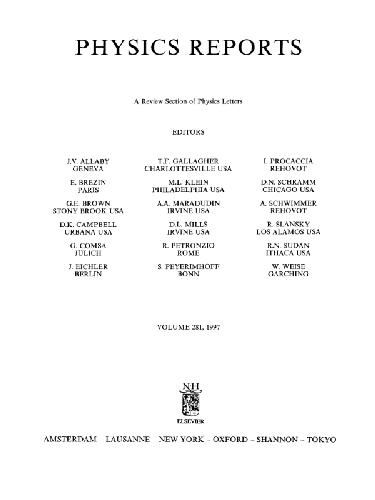 PHYSICS REPORTS
A Review Section of Physics Letters
EDITORS
J.V. ALLABY
GENEVA
T.F. GALLAGHER
CHARLOTTESVILLE USA
I. PROCACCIA
REHOVOT
E. BREZIN
PARIS
M.L. KLEIN
PHILADELPHIA USA
D.N. SCHRAMM
CHICAGO USA
G.E. BROWN
STONY BROOK USA
A.A. MARADUDIN
IRVINE USA
A. SCHWIMMER
REHOVOT
D.K. CAMPBELL
URBANA USA
D.L. MILLS
IRVINE USA
R. SLANSKY
LOS ALAMOS USA
G. COMSA
JÜLICH
R. PETRONZIO
ROME
R.N. SUDAN
ITHACA USA
J. EICHLER
BERLIN
S. PEYERIMHOFF
BONN
W. WEISE
GARCHING
VOLUME 281, 1997
NH
ELSEVIER
AMSTERDAM – LAUSANNE – NEW YORK – OXFORD – SHANNON – TOKYO